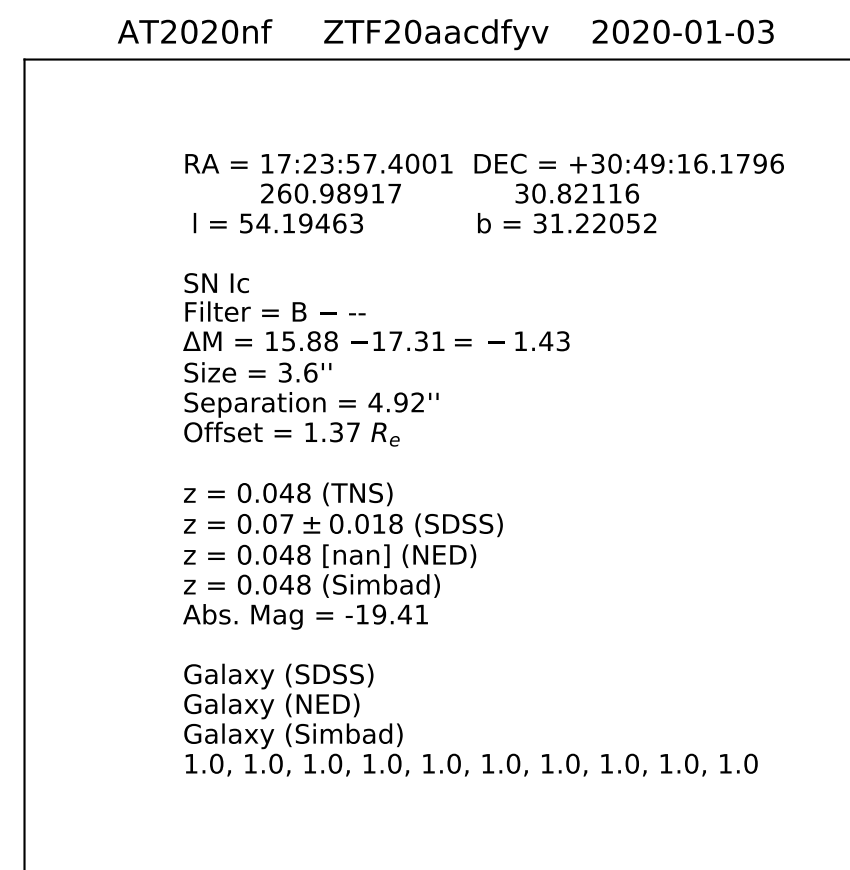 AT2020nf ZTF20aacdfyv 2020-01-03
RA = 17:23:57.4001 DEC = +30:49:16.1796
260.98917 30.82116
l = 54.19463 b = 31.22052
SN Ic
Filter = B − --
ΔM = 15.88 −17.31 = − 1.43
Size = 3.6''
Separation = 4.92''
Offset = 1.37 Re
z = 0.048 (TNS)
z = 0.07 ± 0.018 (SDSS)
z = 0.048 [nan] (NED)
z = 0.048 (Simbad)
Abs. Mag = -19.41
Galaxy (SDSS)
Galaxy (NED)
Galaxy (Simbad)
1.0, 1.0, 1.0, 1.0, 1.0, 1.0, 1.0, 1.0, 1.0, 1.0